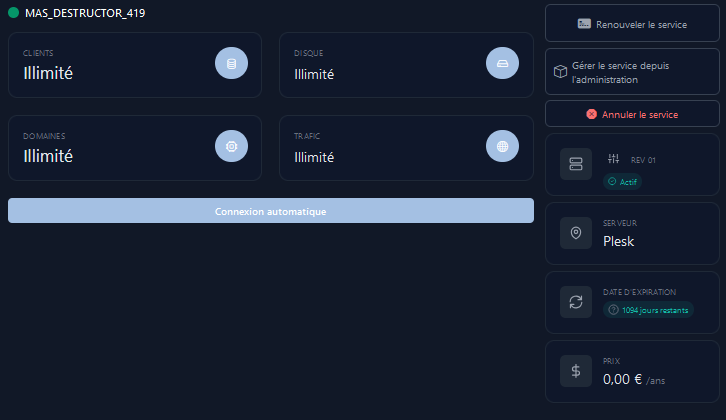 MAS_DESTRUCTOR_419
CLIENTS
Illimité
DISQUE
Illimité
DOMAINES
Illimité
TRAFIC
Illimité
Connexion automatique
Renouveler le service
Gérer le service depuis
l'administration
Annuler le service
REV 01
Actif
SERVEUR
Plesk
DATE D'EXPIRATION
1094 jours restants
PRIX
0,00 € /ans